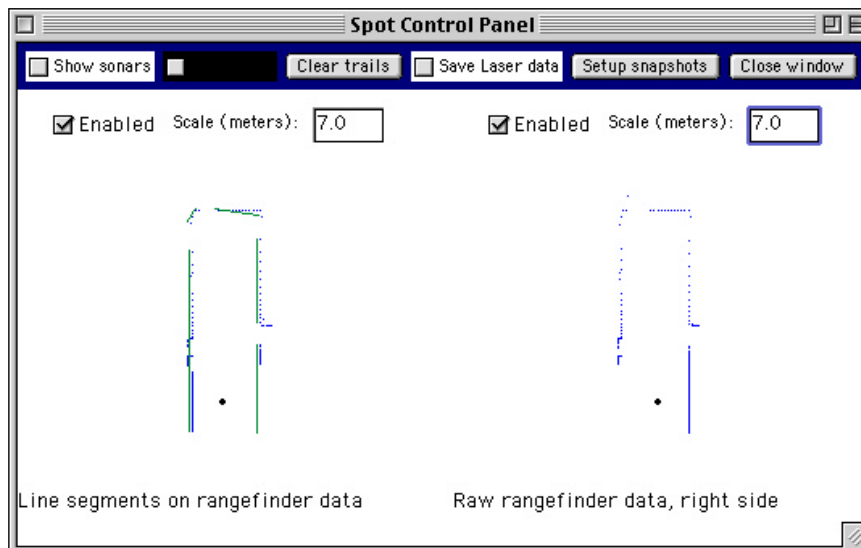 Spot Control Panel
Show sonars Clear trails Save Laser data Setup snapshots Close window
Enabled Scale (meters): 7.0 Enabled Scale (meters): 7.0
Line segments on rangefinder data Raw rangefinder data, right side